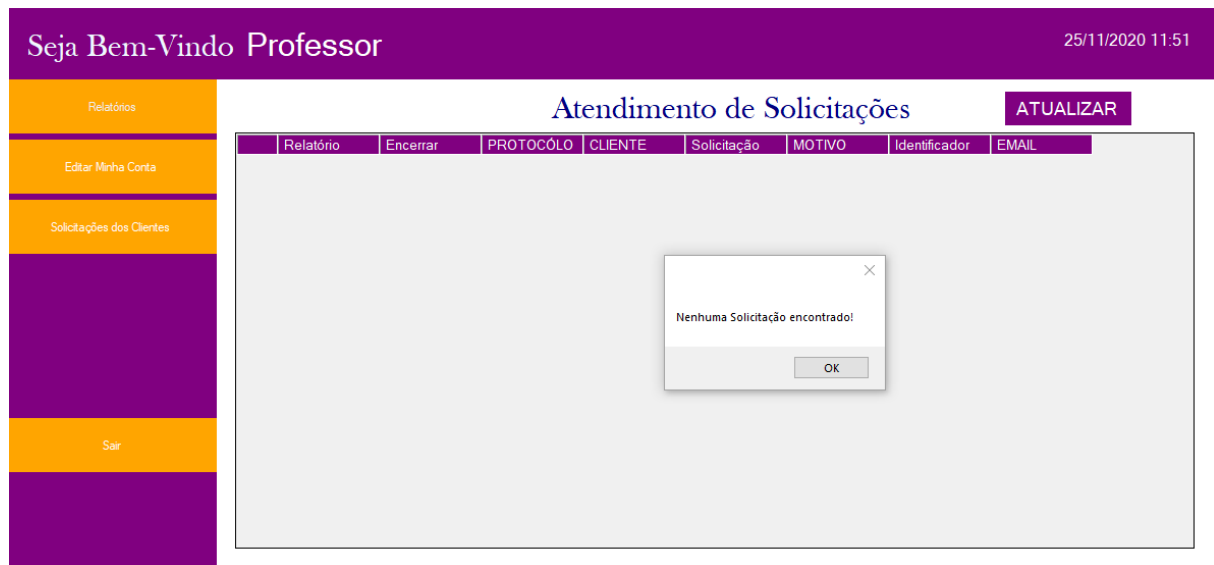 Seja Bem-Vindo Professor
25/11/2020 11:51
Relatórios
Editar Minha Conta
Solicitações dos Clientes
Sair
Atendimento de Solicitações
ATUALIZAR
Relatório Encerrar PROTOCÓLO CLIENTE Solicitação MOTIVO Identificador EMAIL
Nenhuma Solicitação encontrado!
OK